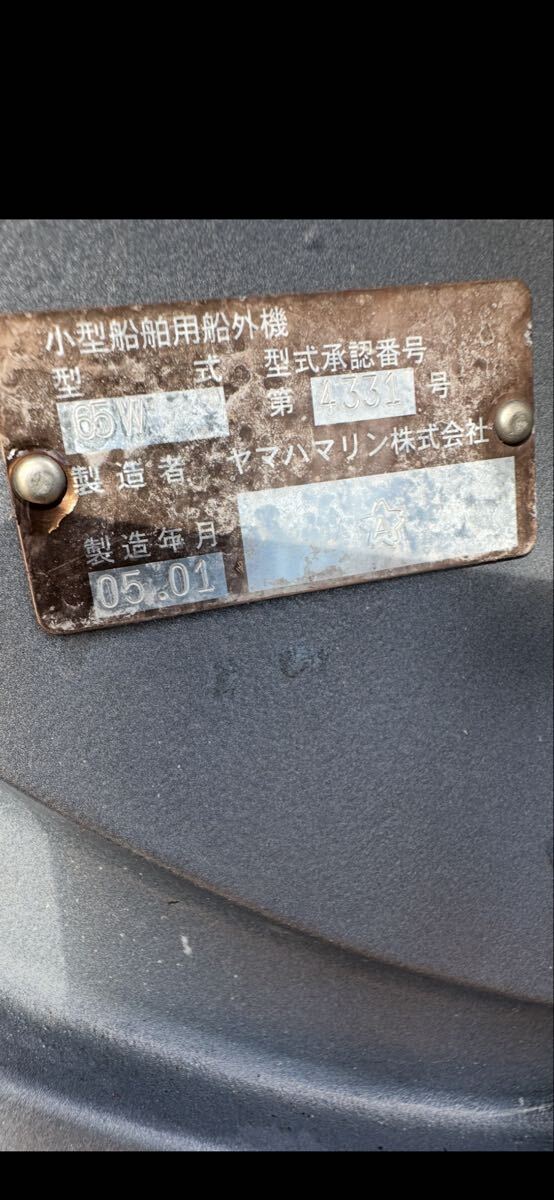 小型船舶用船外機
型 式 型式承認番号
65W 第 4331 号
製造者 ヤマハマリン株式会社
製造年月
05.01